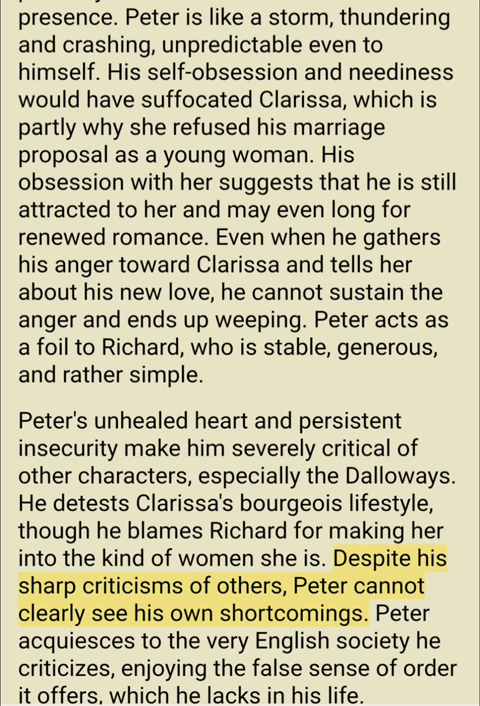 presence. Peter is like a storm, thundering
and crashing, unpredictable even to
himself. His self-obsession and neediness
would have suffocated Clarissa, which is
partly why she refused his marriage
proposal as a young woman. His
obsession with her suggests that he is still
attracted to her and may even long for
renewed romance. Even when he gathers
his anger toward Clarissa and tells her
about his new love, he cannot sustain the
anger and ends up weeping. Peter acts as
a foil to Richard, who is stable, generous,
and rather simple.
Peter's unhealed heart and persistent
insecurity make him severely critical of
other characters, especially the Dalloways.
He detests Clarissa's bourgeois lifestyle,
though he blames Richard for making her
into the kind of women she is. Despite his
sharp criticisms of others, Peter cannot
clearly see his own shortcomings. Peter
acquiesces to the very English society he
criticizes, enjoying the false sense of order
it offers, which he lacks in his life.